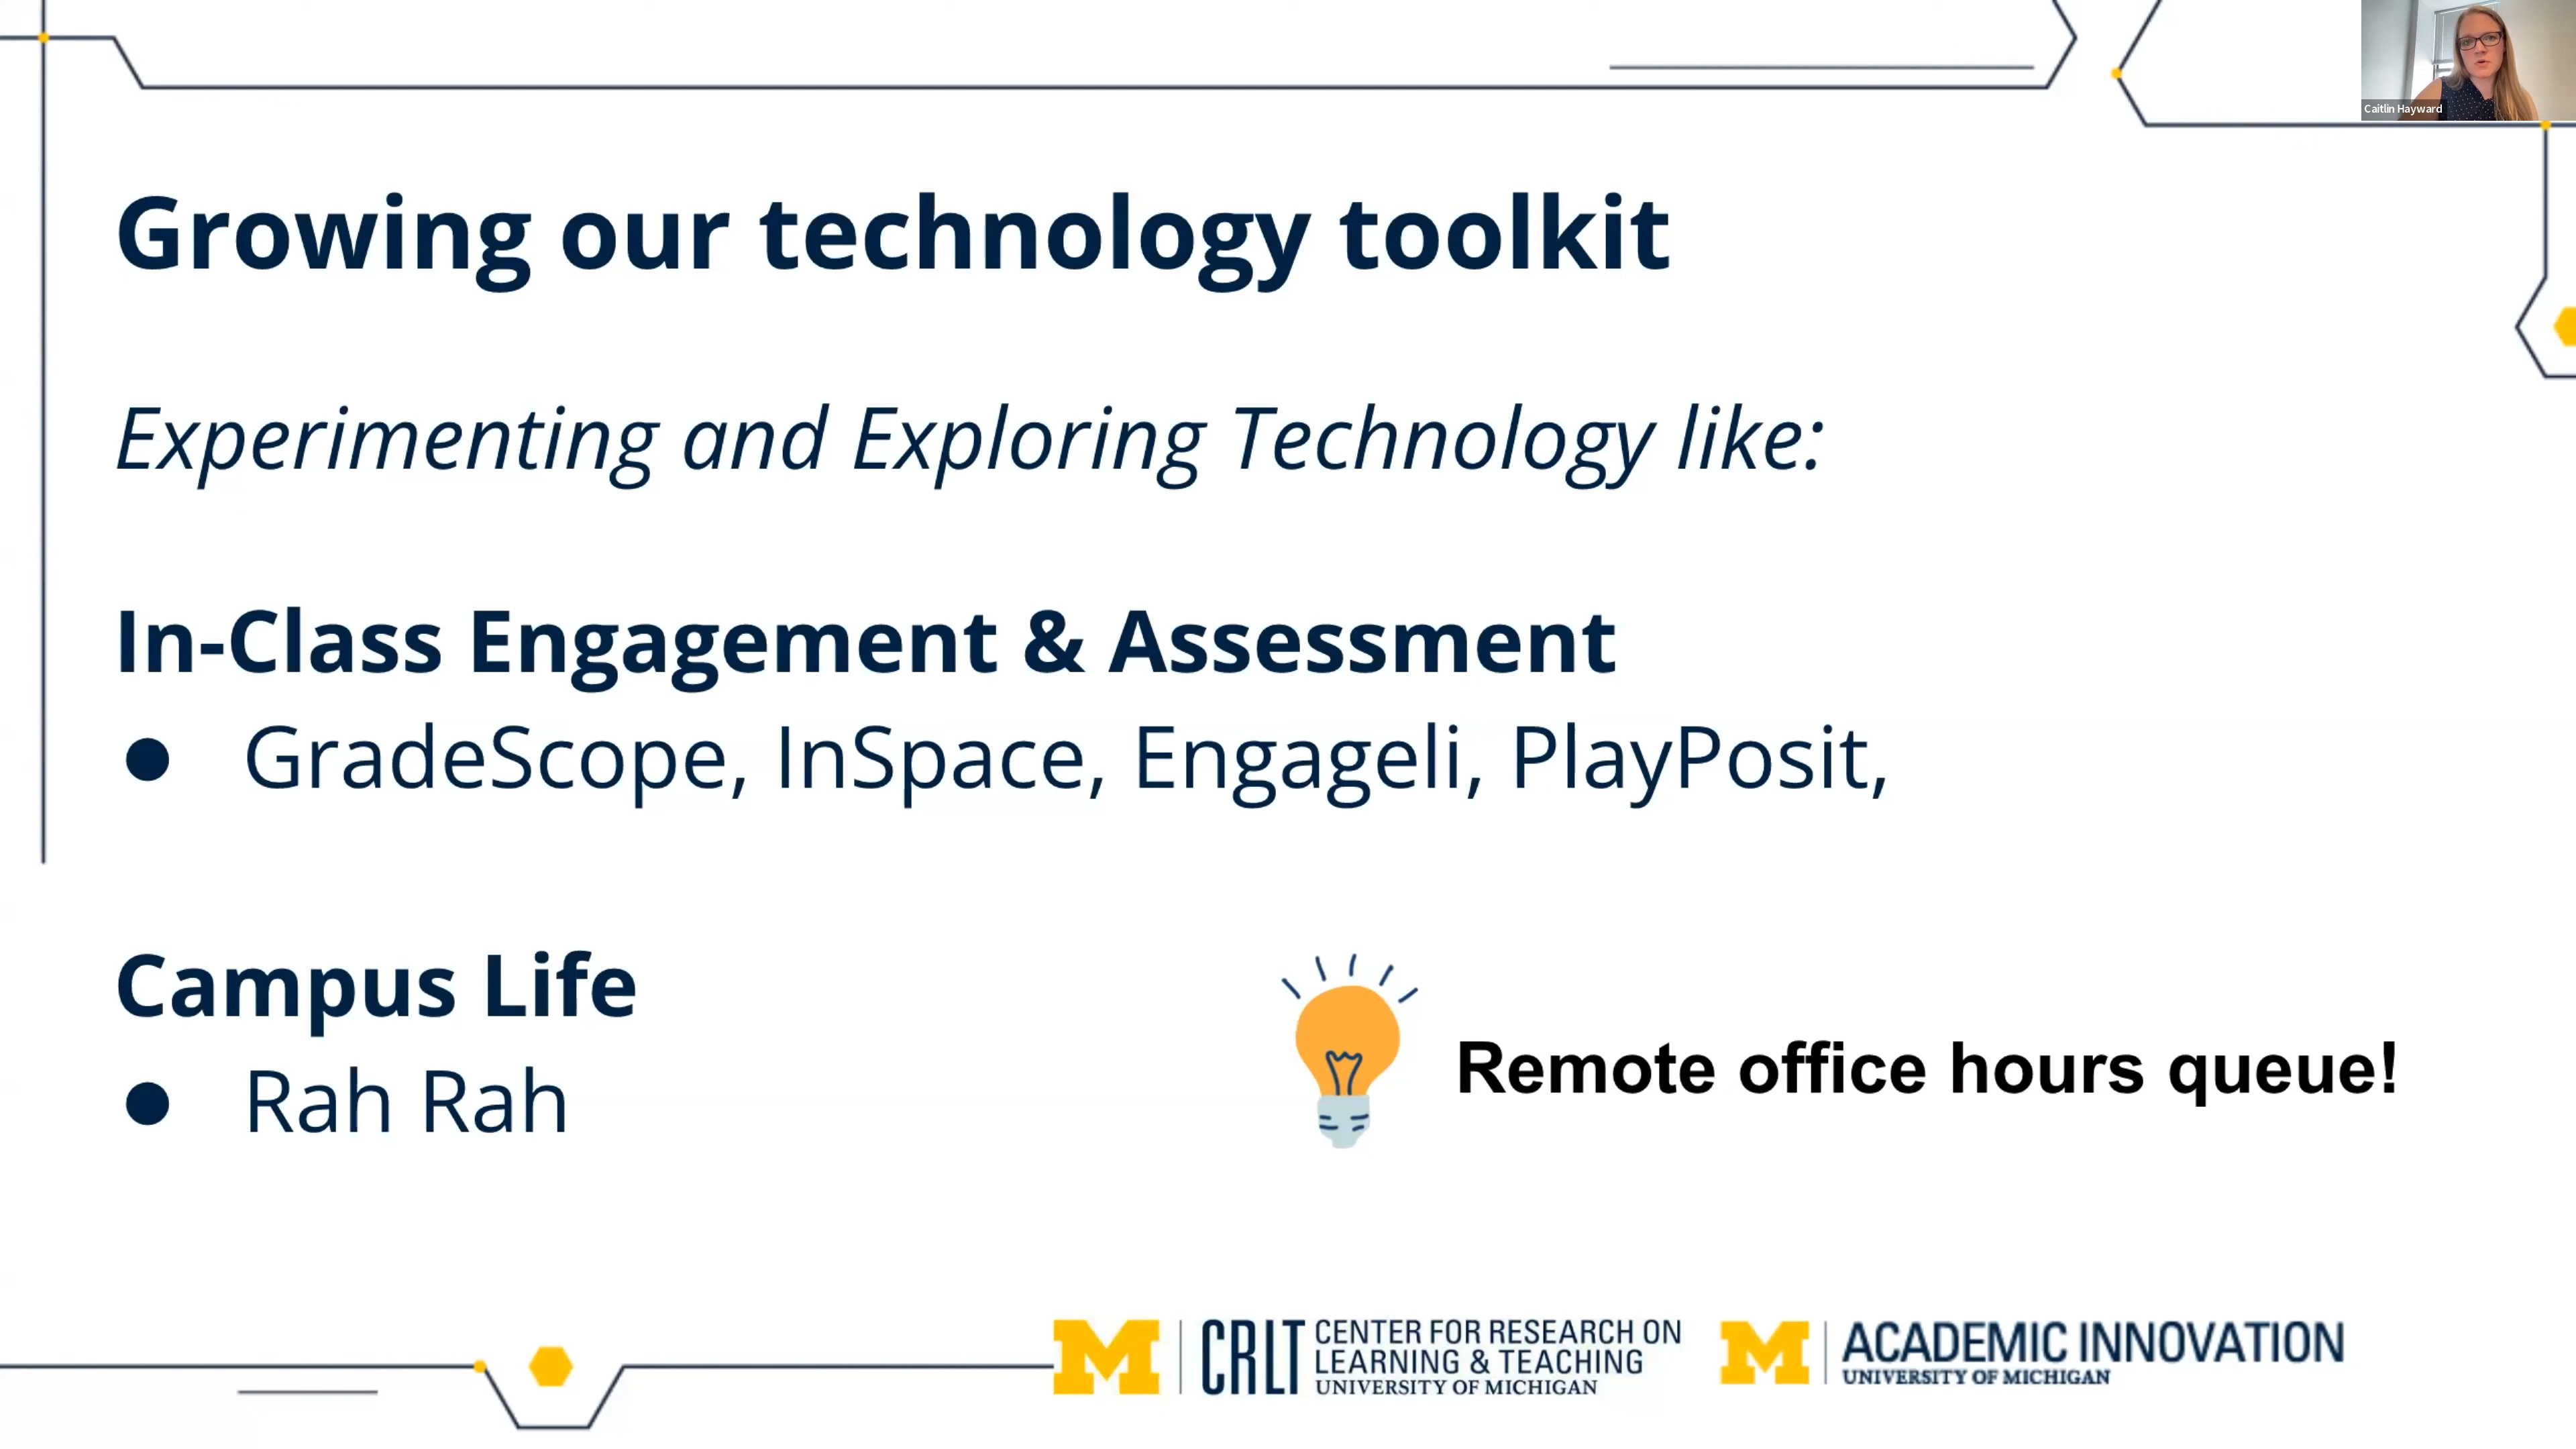 Caitlin Hayward
Growing our technology toolkit
Experimenting and Exploring Technology like:
In-Class Engagement & Assessment
● GradeScope, InSpace, Engageli, PlayPosit,
Campus Life
● Rah Rah
Remote office hours queue!
M CRLT CENTER FOR RESEARCH ON
LEARNING & TEACHING
UNIVERSITY OF MICHIGAN
M ACADEMIC INNOVATION
UNIVERSITY OF MICHIGAN